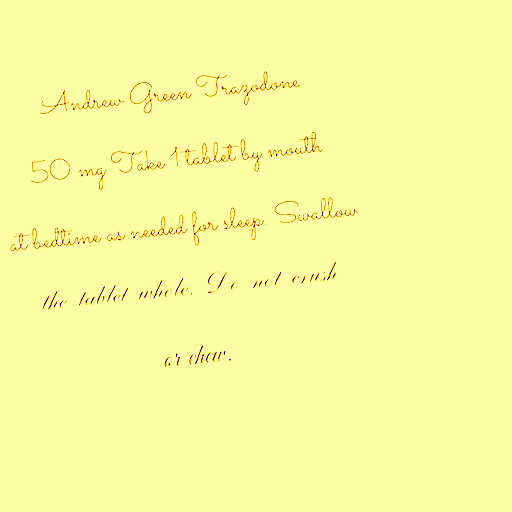 Andrew Green Trazodone
50 mg Take 1 tablet by mouth
at bedtime as needed for sleep. Swallow
the tablet whole. Do not crush
or chew.